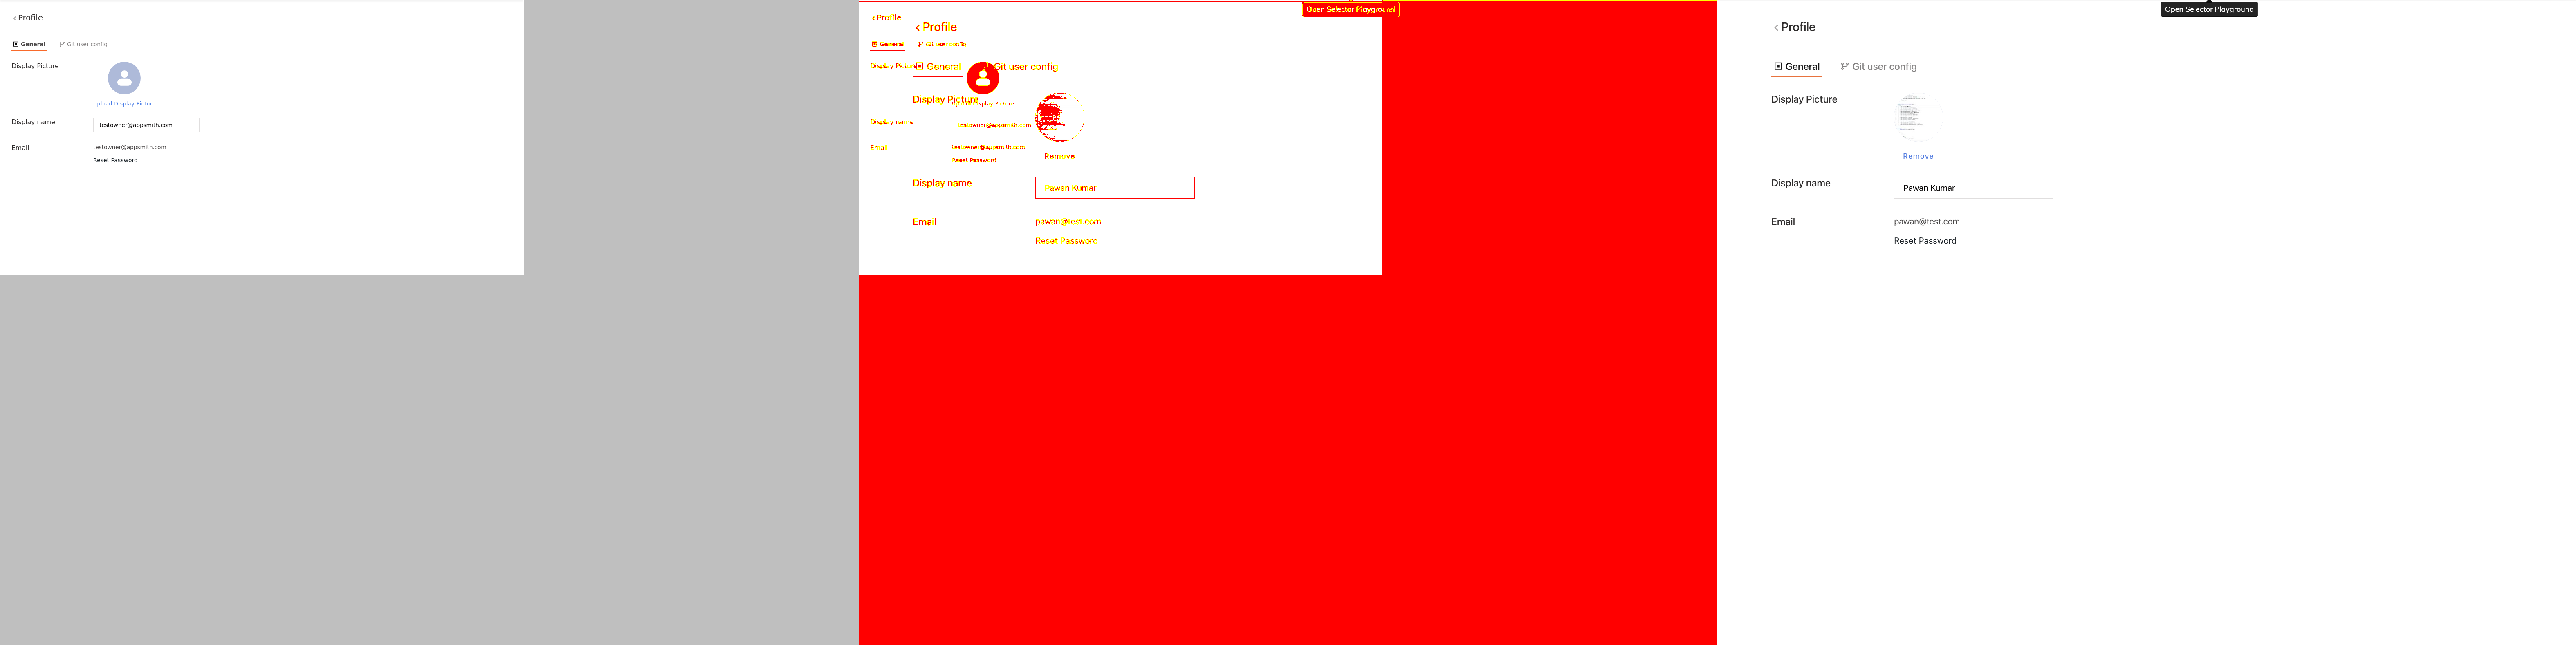 Profile
General
Git user config
Display Picture
Upload Display Picture
Display name
testowner@appsmith.com
Email
testowner@appsmith.com
Reset Password
Open Selector Playground
Profile
Profile
General
Git user config
General
Git user config
Display Picture
Display Picture
Upload Display Picture
Display name
testowner@appsmith.com
Email
testowner@appsmith.com
Reset Password
Remove
Display name
Pawan Kumar
Email
pawan@test.com
Reset Password
Open Selector Playground
Profile
General
Git user config
Display Picture
Remove
Display name
Pawan Kumar
Email
pawan@test.com
Reset Password